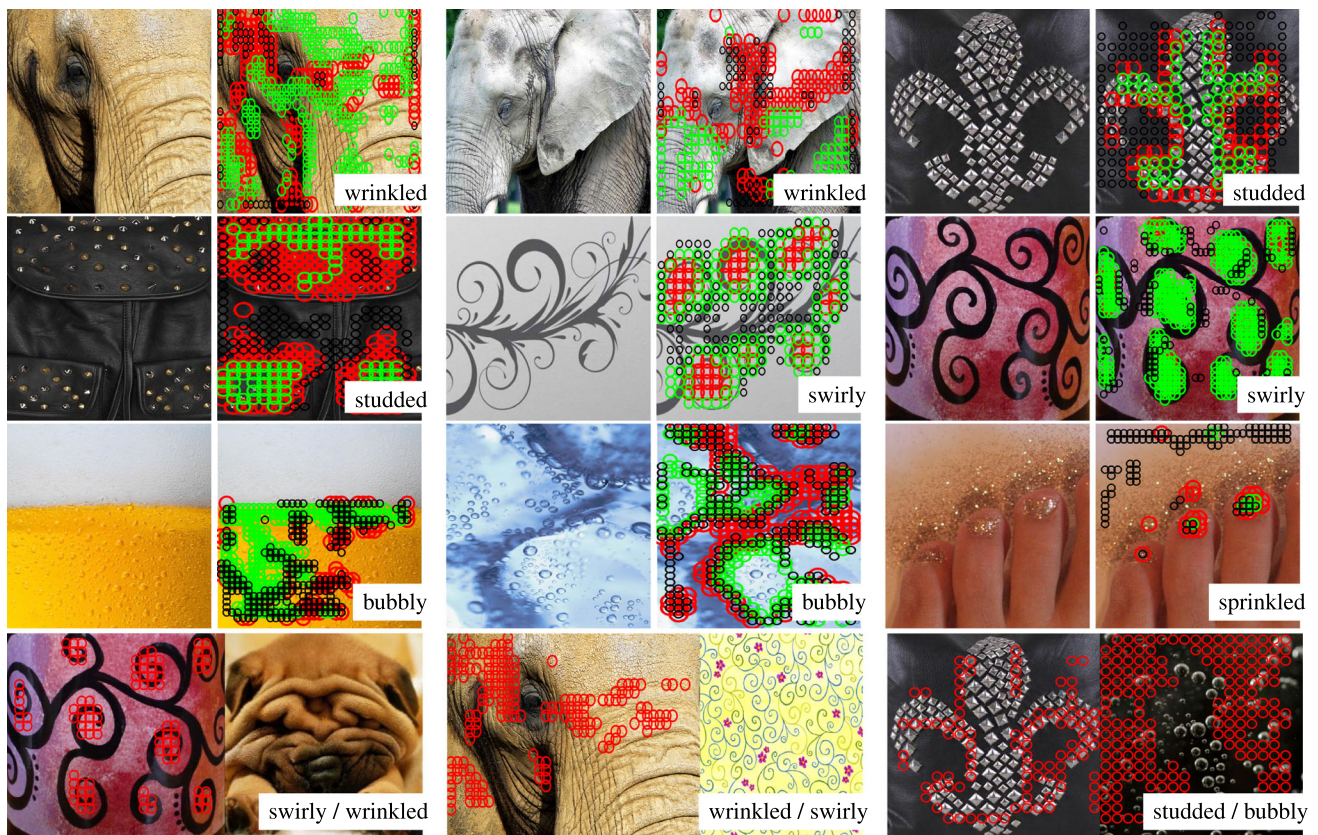 wrinkled
wrinkled
studded
studded
swirly
swirly
bubbly
bubbly
sprinkled
swirly / wrinkled
wrinkled / swirly
studded / bubbly